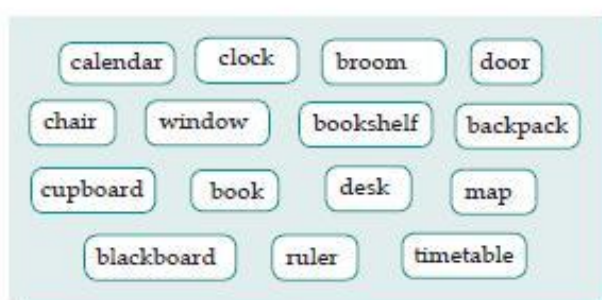 calendar clock broom door
chair window bookshelf backpack
cupboard book desk map
blackboard ruler timetable